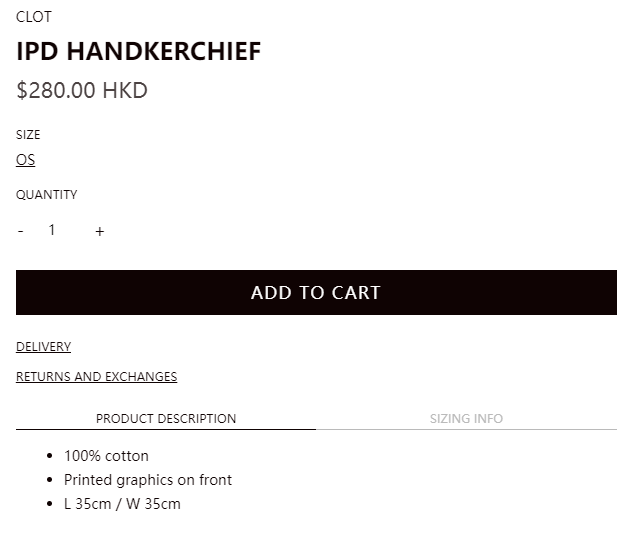 CLOT
IPD HANDKERCHIEF
$280.00 HKD
SIZE
OS
QUANTITY
- 1 +
ADD TO CART
DELIVERY
RETURNS AND EXCHANGES
PRODUCT DESCRIPTION SIZING INFO
• 100% cotton
• Printed graphics on front
• L 35cm / W 35cm